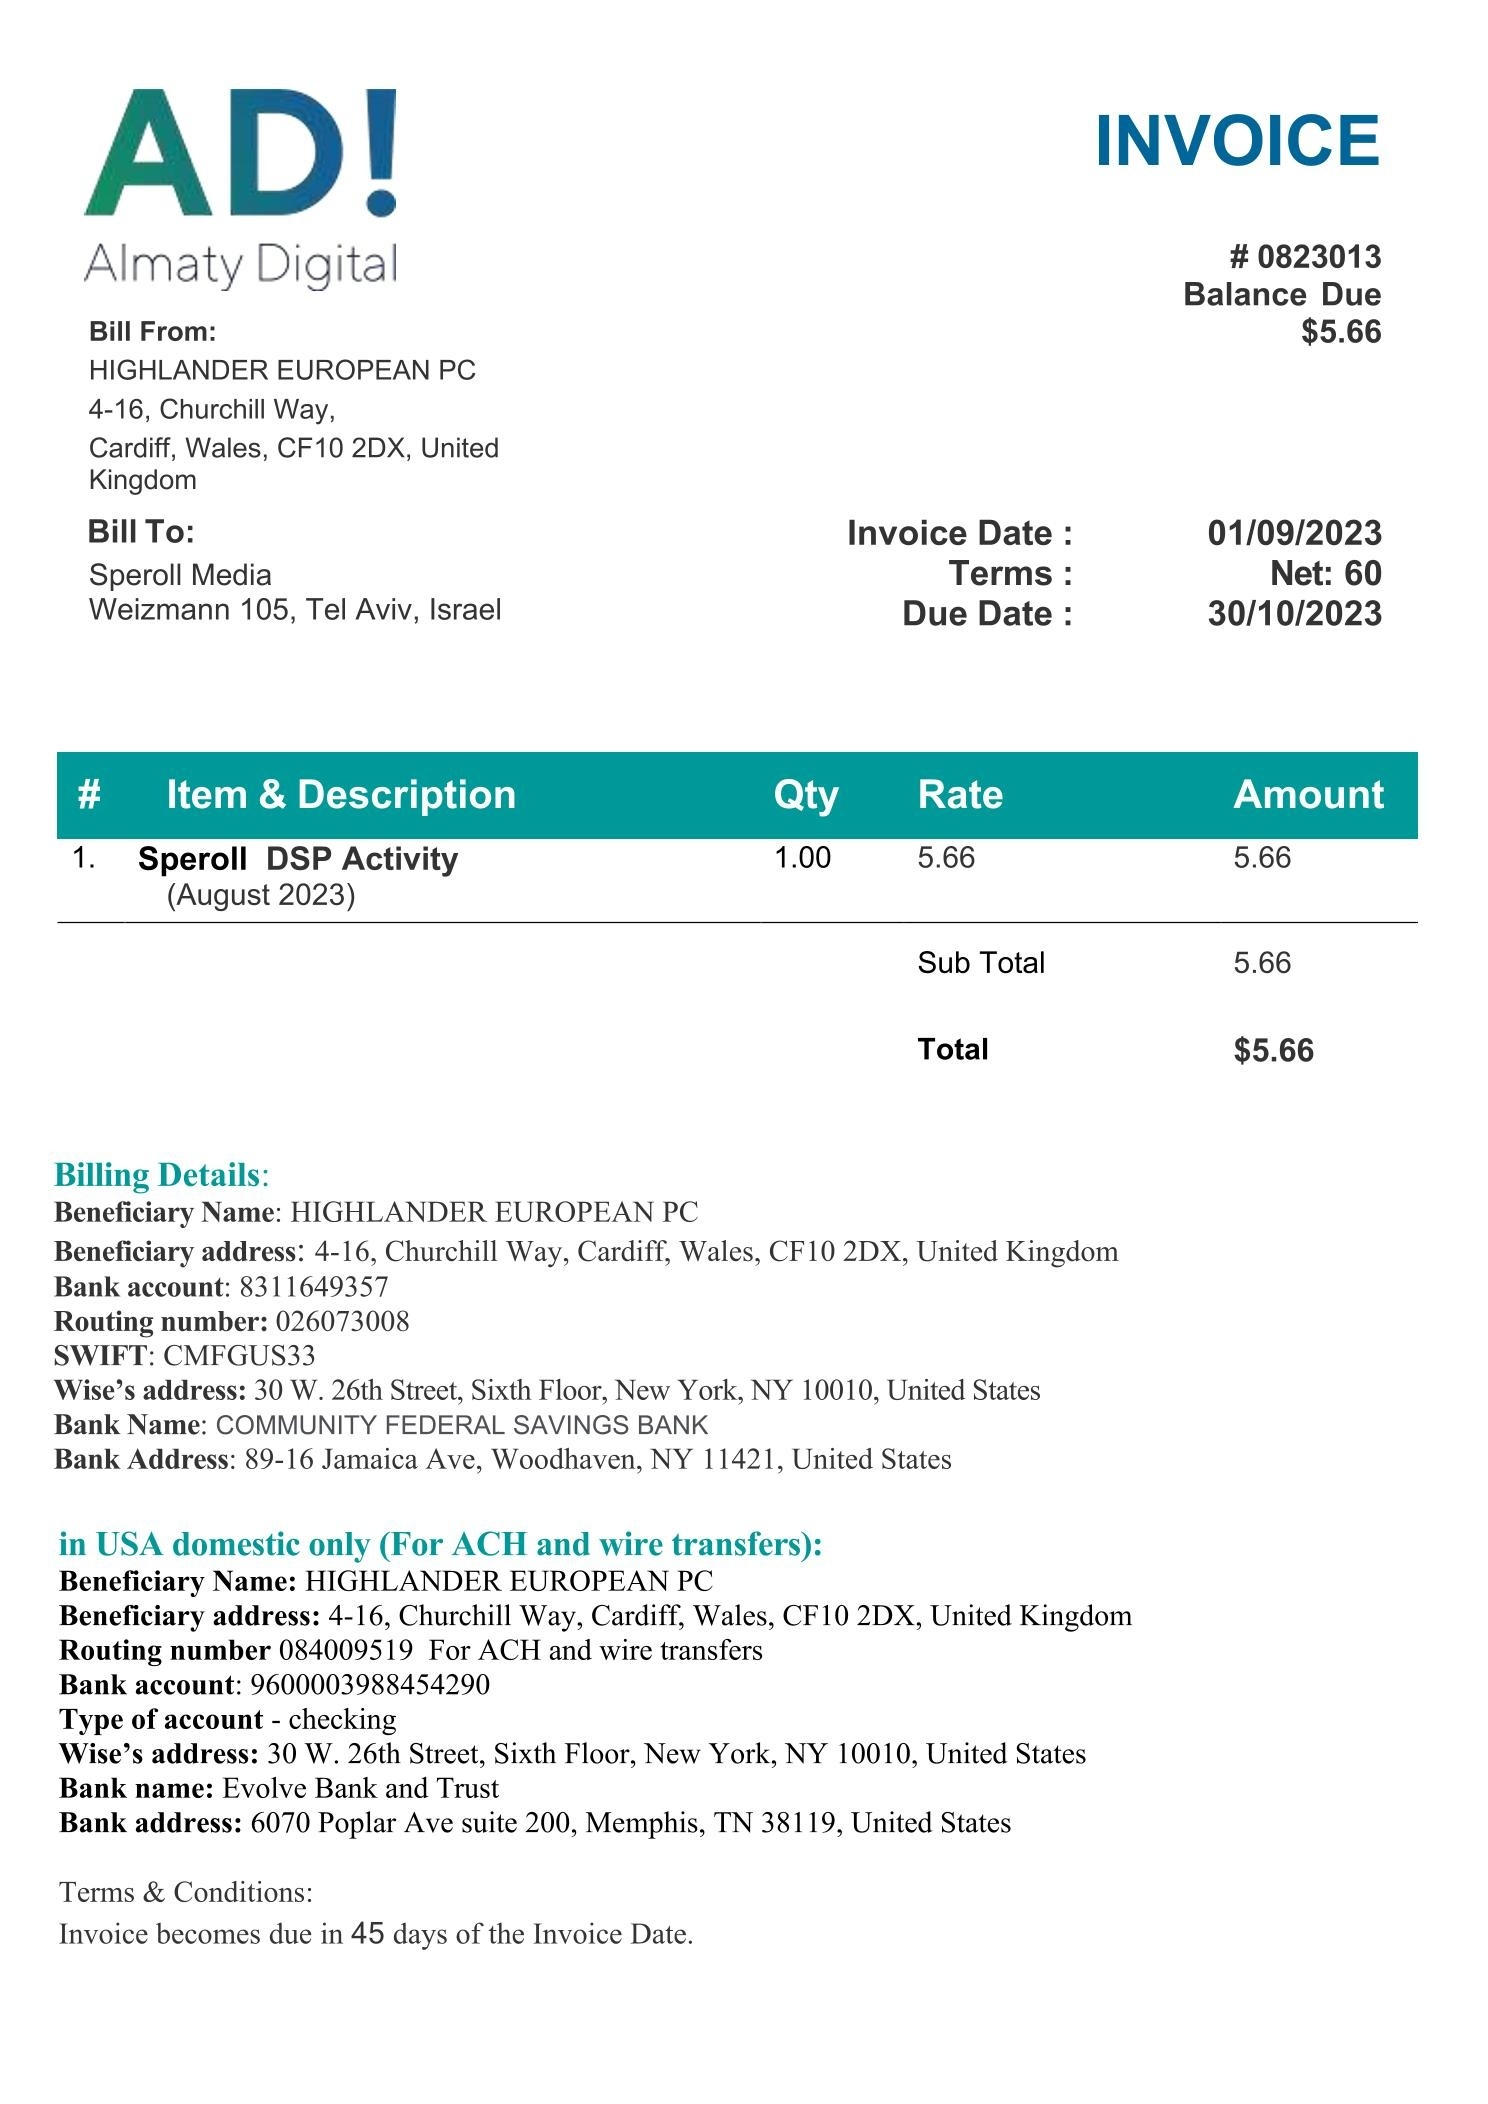 AD!
Almaty Digital
INVOICE
# 0823013
Balance Due
$5.66
Bill From:
HIGHLANDER EUROPEAN PC
4-16, Churchill Way,
Cardiff, Wales, CF10 2DX, United
Kingdom
Bill To:
Speroll Media
Weizmann 105, Tel Aviv, Israel
Invoice Date : 01/09/2023
Terms : Net: 60
Due Date : 30/10/2023
# Item & Description Qty Rate Amount
1. Speroll DSP Activity 1.00 5.66 5.66
(August 2023)
Sub Total 5.66
Total $5.66
Billing Details:
Beneficiary Name: HIGHLANDER EUROPEAN PC
Beneficiary address: 4-16, Churchill Way, Cardiff, Wales, CF10 2DX, United Kingdom
Bank account: 8311649357
Routing number: 026073008
SWIFT: CMFGUS33
Wise’s address: 30 W. 26th Street, Sixth Floor, New York, NY 10010, United States
Bank Name: COMMUNITY FEDERAL SAVINGS BANK
Bank Address: 89-16 Jamaica Ave, Woodhaven, NY 11421, United States
in USA domestic only (For ACH and wire transfers):
Beneficiary Name: HIGHLANDER EUROPEAN PC
Beneficiary address: 4-16, Churchill Way, Cardiff, Wales, CF10 2DX, United Kingdom
Routing number 084009519 For ACH and wire transfers
Bank account: 9600003988454290
Type of account - checking
Wise’s address: 30 W. 26th Street, Sixth Floor, New York, NY 10010, United States
Bank name: Evolve Bank and Trust
Bank address: 6070 Poplar Ave suite 200, Memphis, TN 38119, United States
Terms & Conditions:
Invoice becomes due in 45 days of the Invoice Date.